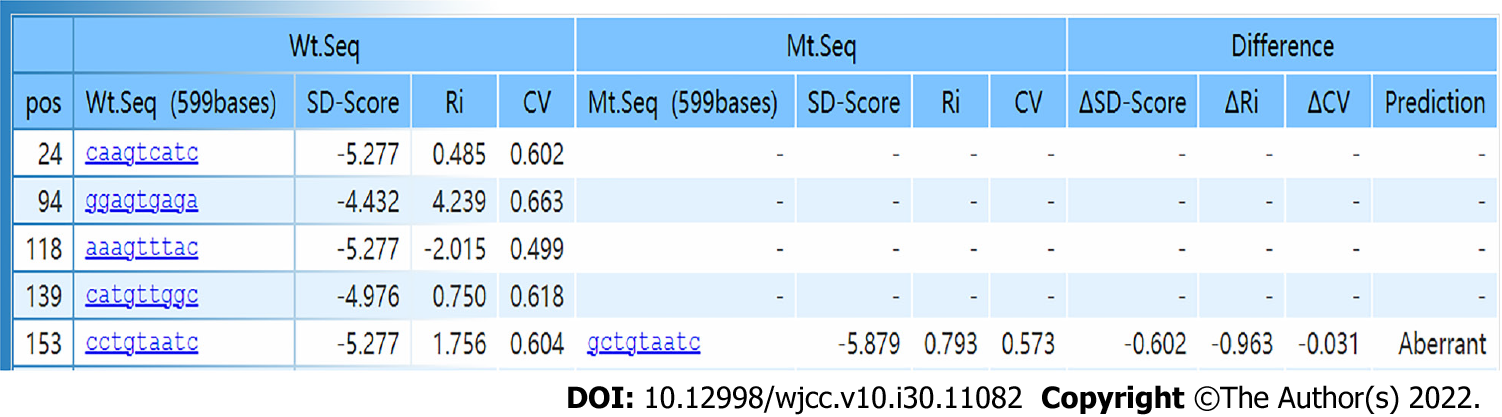 Wt.Seq Mt.Seq Difference
pos Wt.Seq (599bases) SD-Score Ri CV Mt.Seq (599bases) SD-Score Ri CV ΔSD-Score ΔRi ΔCV Prediction
24 caagtcatc -5.277 0.485 0.602 - - - - - - - -
94 ggagtgaga -4.432 4.239 0.663 - - - - - - - -
118 aaagtttac -5.277 -2.015 0.499 - - - - - - - -
139 catgttggc -4.976 0.750 0.618 - - - - - - - -
153 cctgtaatc -5.277 1.756 0.604 gctgtaatc -5.879 0.793 0.573 -0.602 -0.963 -0.031 Aberrant
DOI: 10.12998/wjcc.v10.i30.11082 Copyright ©The Author(s) 2022.